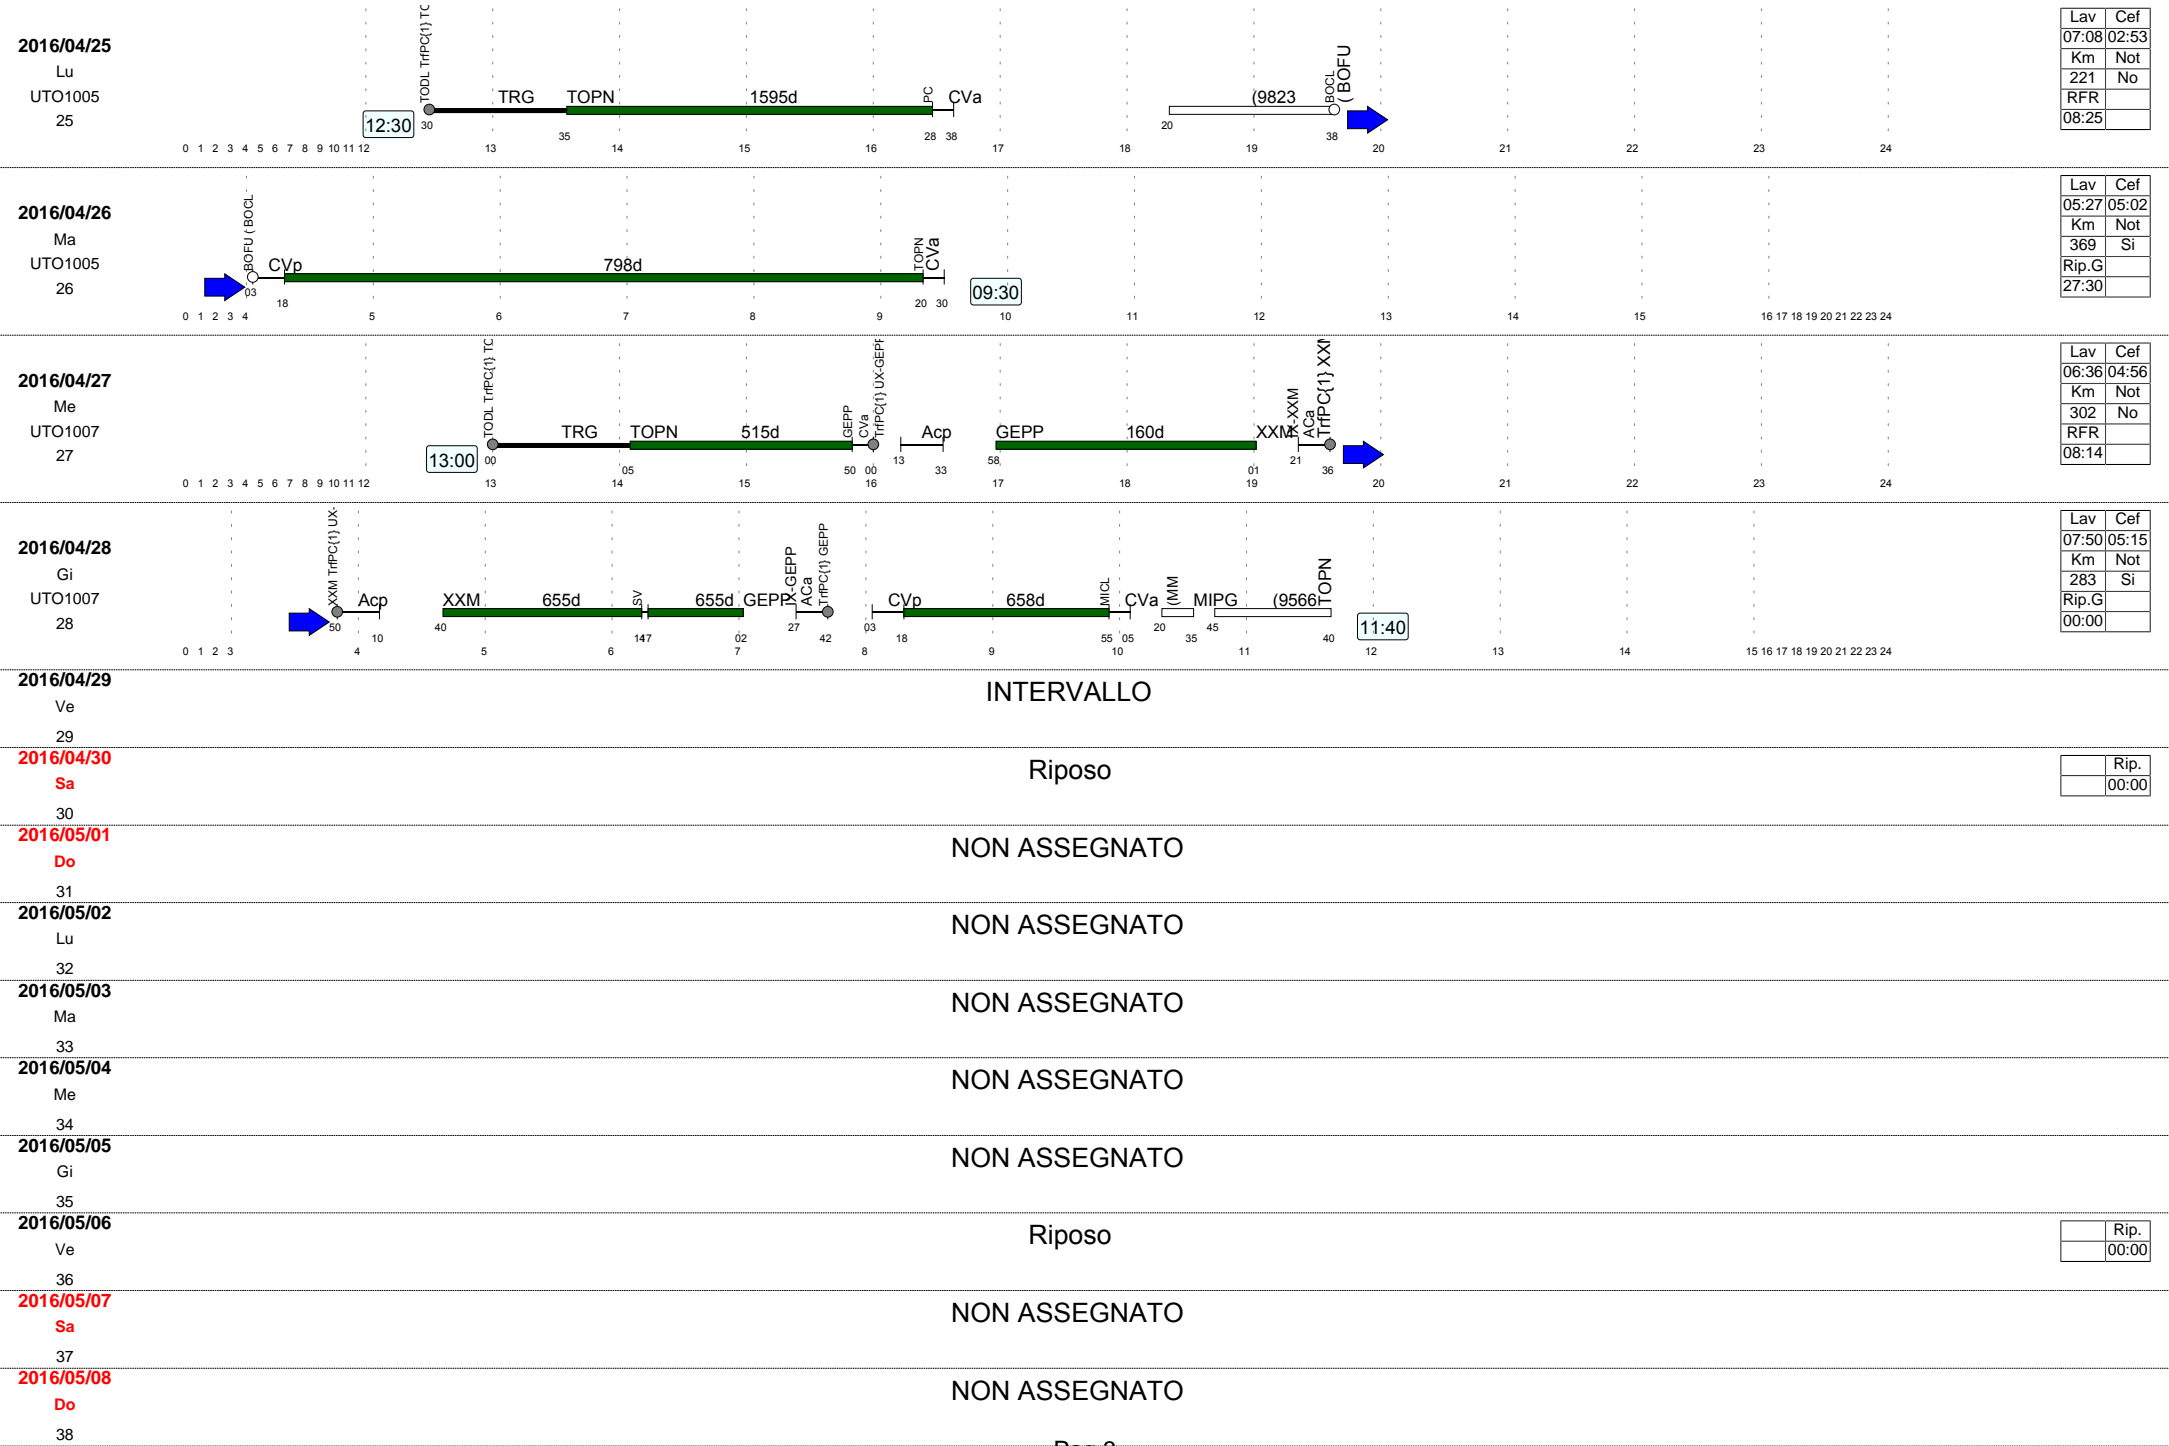 2016/04/25
Lu
UTO1005
25
12:30
TODL TrfPC{1} TC
30
TRG
35
TOPN
1595d
PC
28
CVa
38
20
(9823
BOCL
38
( BOFU
0 1 2 3 4 5 6 7 8 9 10 11 12 13 14 15 16 17 18 19 20 21 22 23 24
Lav Cef
07:08 02:53
Km Not
221 No
RFR
08:25
2016/04/26
Ma
UTO1005
26
BOFU ( BOCL
03
CVp
18
798d
TOPN
20
CVa
30
09:30
0 1 2 3 4 5 6 7 8 9 10 11 12 13 14 15 16 17 18 19 20 21 22 23 24
Lav Cef
05:27 05:02
Km Not
369 Si
Rip.G
27:30
2016/04/27
Me
UTO1007
27
13:00
TODL TrfPC{1} TC
00
TRG
05
TOPN
515d
GEPP
50
CVa
00
TrfPC{1} UX-GEPP
13
Acp
33
GEPP
58
160d
01
XXM
21
ACa
36
TrfPC{1} XXM
0 1 2 3 4 5 6 7 8 9 10 11 12 13 14 15 16 17 18 19 20 21 22 23 24
Lav Cef
06:36 04:56
Km Not
302 No
RFR
08:14
2016/04/28
Gi
UTO1007
28
XXM TrfPC{1} UX-
50
Acp
10
XXM
40
655d
SV
14
47
655d
02
GEPP
27
ACa
42
TrfPC{1} GEPP
03
CVp
18
658d
MICL
55
CVa
05
20
(MM
35
MIPG
45
(9566
TOPN
40
11:40
0 1 2 3 4 5 6 7 8 9 10 11 12 13 14 15 16 17 18 19 20 21 22 23 24
Lav Cef
07:50 05:15
Km Not
283 Si
Rip.G
00:00
2016/04/29
Ve
29
INTERVALLO
2016/04/30
Sa
30
Riposo
Rip.
00:00
2016/05/01
Do
31
NON ASSEGNATO
2016/05/02
Lu
32
NON ASSEGNATO
2016/05/03
Ma
33
NON ASSEGNATO
2016/05/04
Me
34
NON ASSEGNATO
2016/05/05
Gi
35
NON ASSEGNATO
2016/05/06
Ve
36
Riposo
Rip.
00:00
2016/05/07
Sa
37
NON ASSEGNATO
2016/05/08
Do
38
NON ASSEGNATO